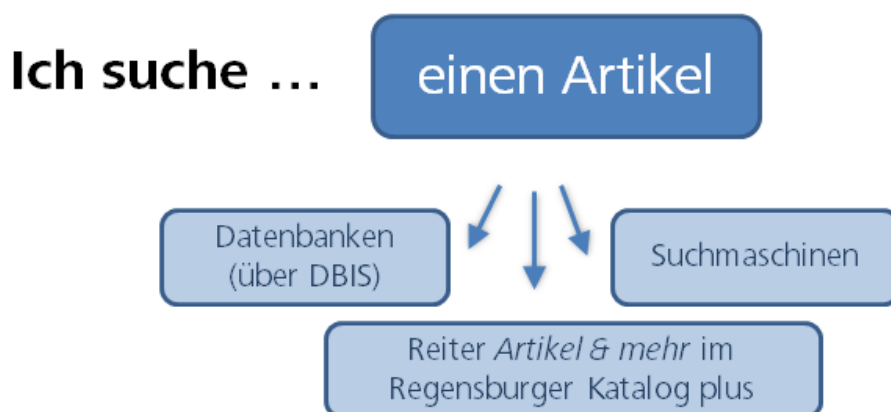 Ich suche … einen Artikel
Datenbanken
(über DBIS)
Suchmaschinen
Reiter Artikel & mehr im
Regensburger Katalog plus